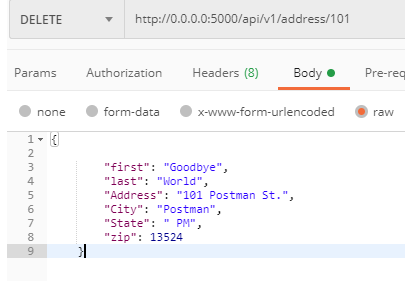 DELETE http://0.0.0.0:5000/api/v1/address/101
Params Authorization Headers (8) Body Pre-req
none form-data x-www-form-urlencoded raw
1 {
2
3 "first": "Goodbye",
4 "last": "World",
5 "Address": "101 Postman St.",
6 "City": "Postman",
7 "State": " PM",
8 "zip": 13524
9 }